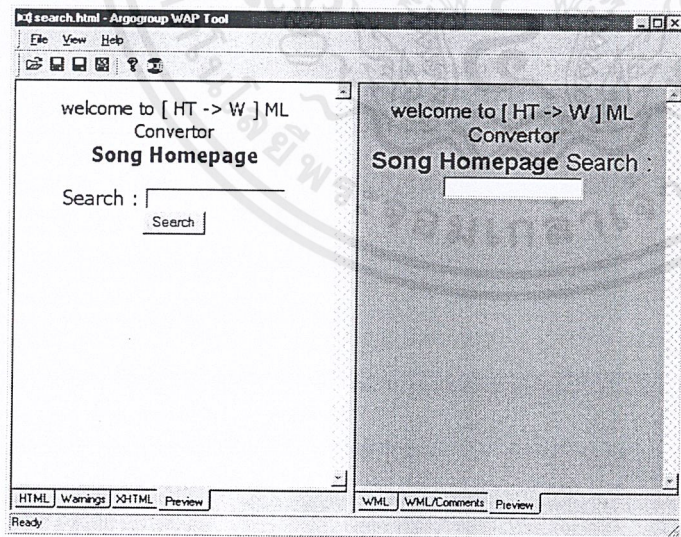 search.html - Argogroup WAP Tool
File View Help
welcome to [ HT -> W ] ML
Convertor
Song Homepage
Search :
Search
welcome to [ HT -> W ] ML
Convertor
Song Homepage Search :
HTML Warnings XHTML Preview
WML WML/Comments Preview
Ready